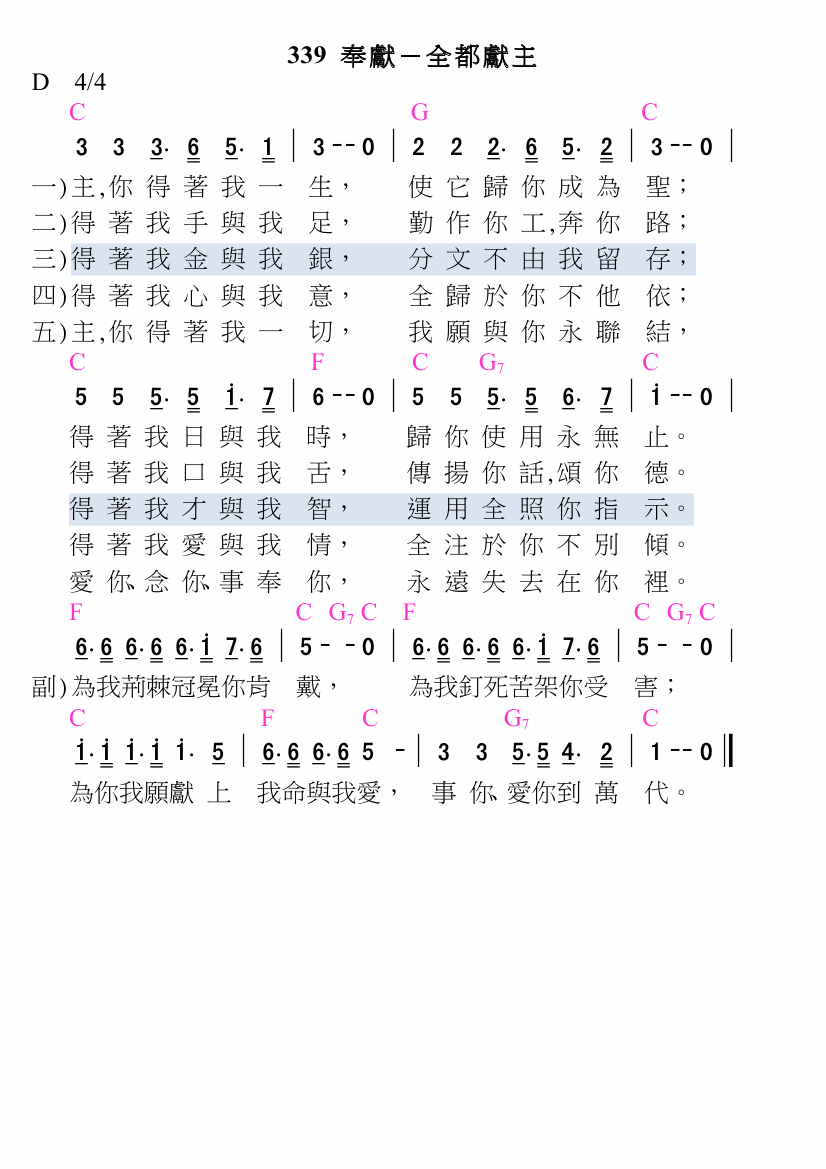 339 奉獻－全都獻主
D 4/4
C G C
3 3 3. 6 5. 1 | 3 -- 0 | 2 2 2. 6 5. 2 | 3 -- 0 |
一)主,你得著我一生， 使它歸你成為聖；
二)得著我手與我足， 勤作你工,奔你路；
三)得著我金與我銀， 分文不由我留存；
四)得著我心與我意， 全歸於你不他依；
五)主,你得著我一切， 我願與你永聯結，
C F C G7 C
5 5 5. 5 i. 7 | 6 -- 0 | 5 5 5. 5 6. 7 | i -- 0 |
得著我日與我時， 歸你使用永無止。
得著我口與我舌， 傳揚你話,頌你德。
得著我才與我智， 運用全照你指示。
得著我愛與我情， 全注於你不別傾。
愛你、念你、事奉你， 永遠失去在你裡。
F C G7 C F C G7 C
6. 6 6. 6 6. i 7. 6 | 5 - - 0 | 6. 6 6. 6 6. i 7. 6 | 5 - - 0 |
副)為我荊棘冠冕你肯戴， 為我釘死苦架你受害；
C F C G7 C
i. i i. i i. 5 | 6. 6 6. 6 5 - | 3 3 5. 5 4. 2 | 1 -- 0 ‖
為你我願獻上 我命與我愛， 事你、愛你到萬代。